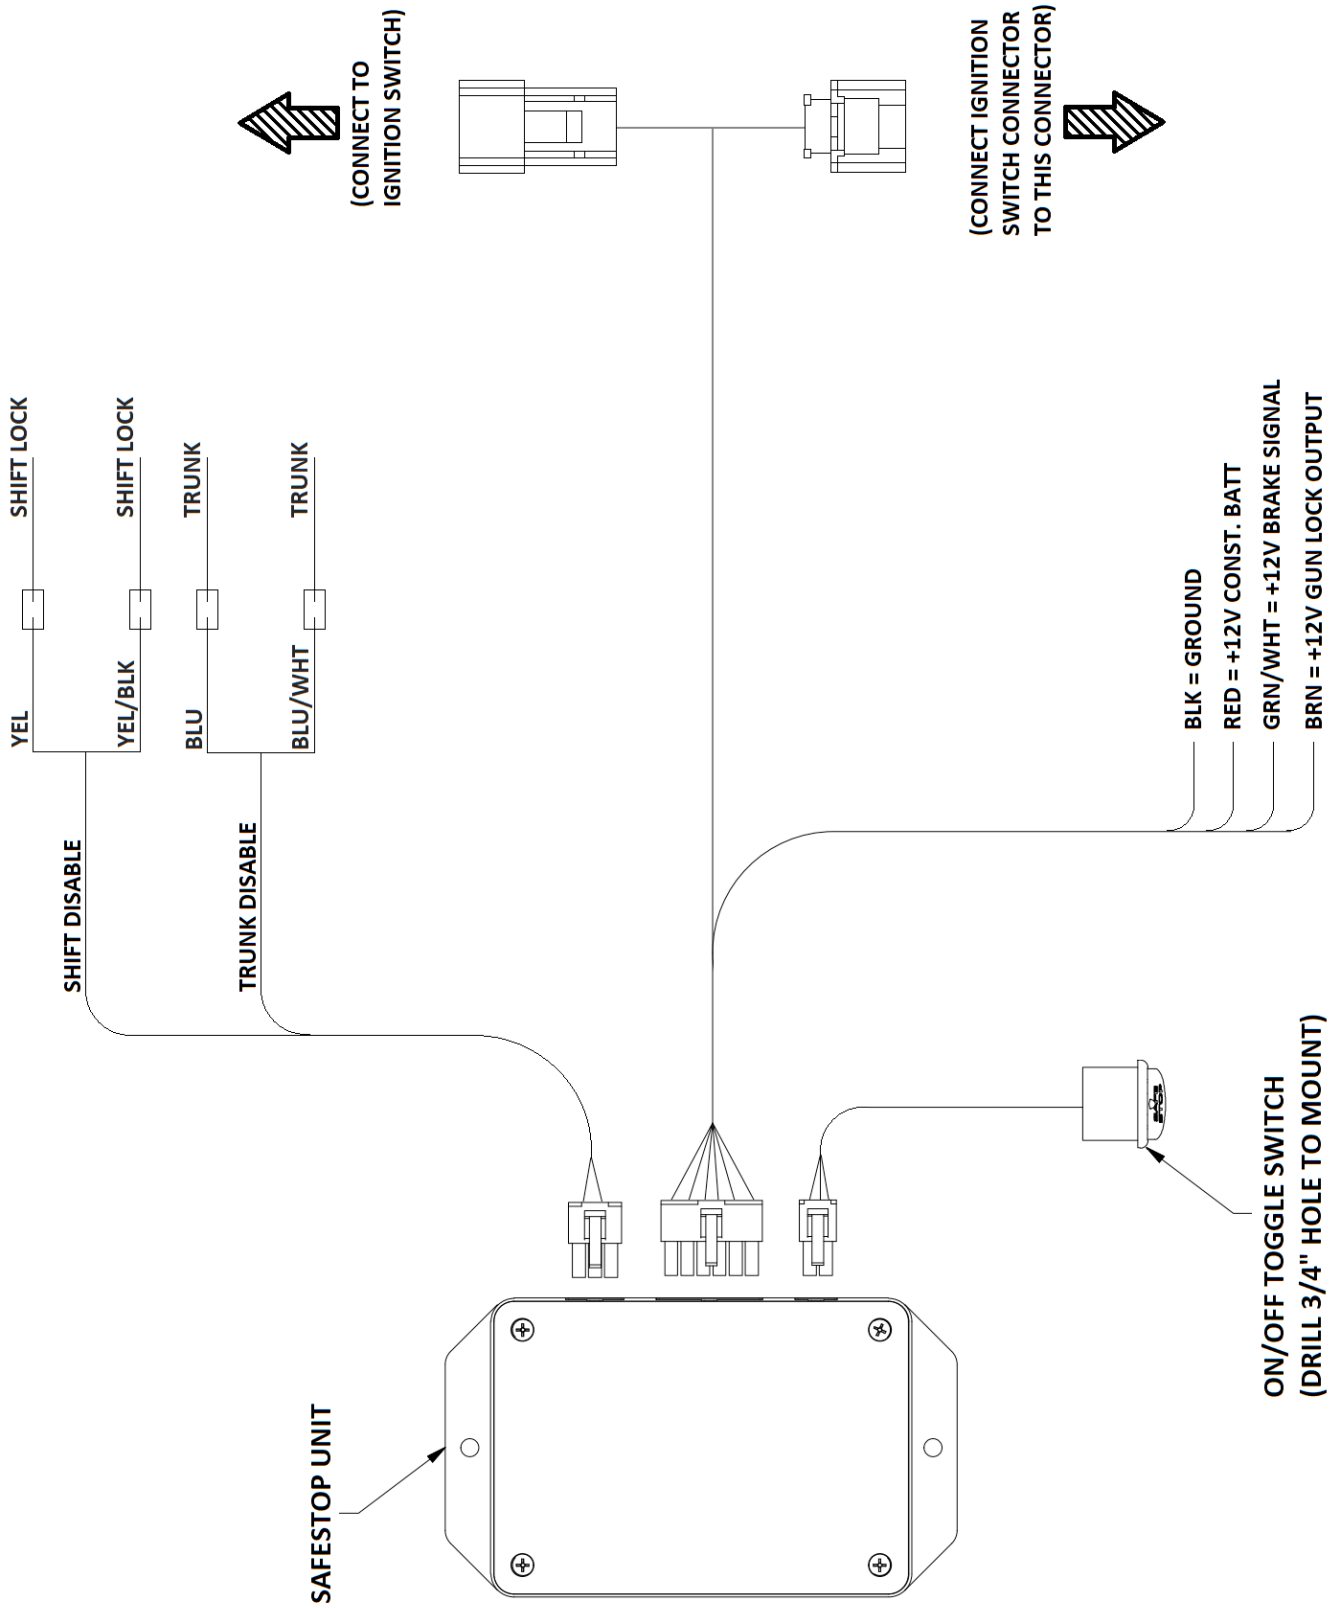 SHIFT DISABLE
YEL
SHIFT LOCK
YEL/BLK
SHIFT LOCK
TRUNK DISABLE
BLU
TRUNK
BLU/WHT
TRUNK
SAFESTOP UNIT
(CONNECT TO
IGNITION SWITCH)
(CONNECT IGNITION
SWITCH CONNECTOR
TO THIS CONNECTOR)
BLK = GROUND
RED = +12V CONST. BATT
GRN/WHT = +12V BRAKE SIGNAL
BRN = +12V GUN LOCK OUTPUT
SAFE
STOP
ON/OFF TOGGLE SWITCH
(DRILL 3/4" HOLE TO MOUNT)